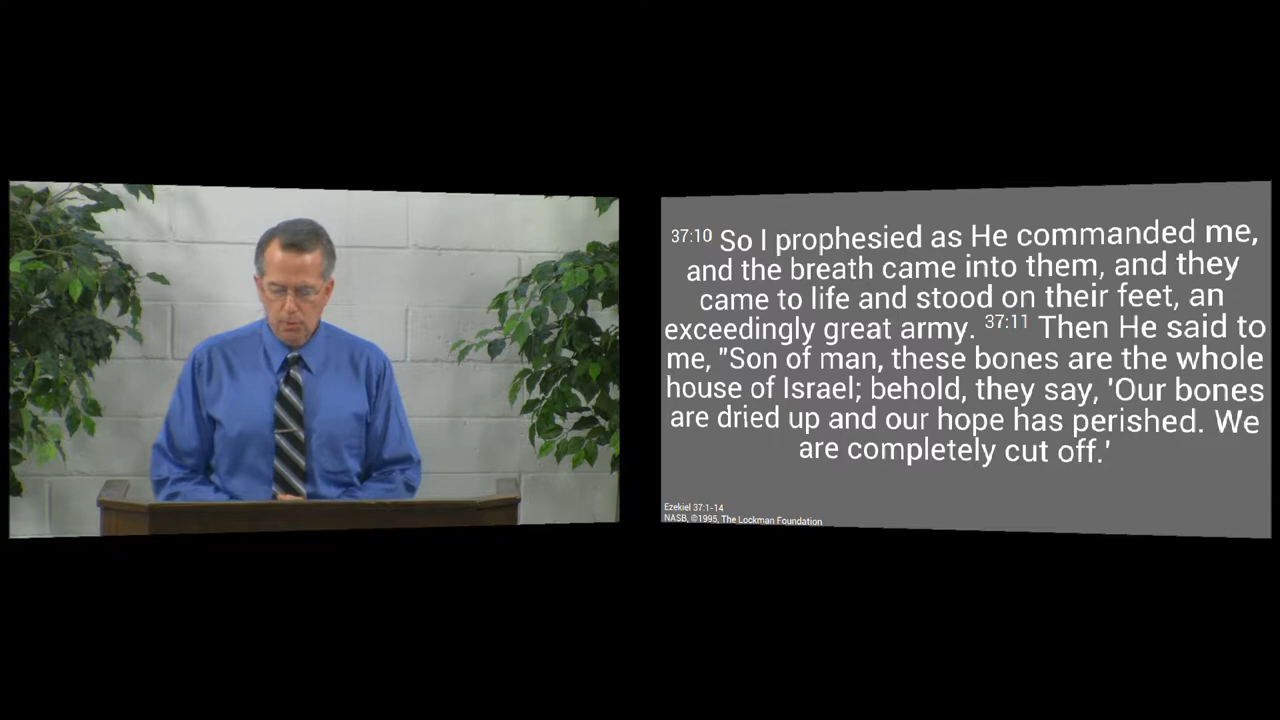 37:10 So I prophesied as He commanded me,
and the breath came into them, and they
came to life and stood on their feet, an
exceedingly great army. 37:11 Then He said to
me, "Son of man, these bones are the whole
house of Israel; behold, they say, 'Our bones
are dried up and our hope has perished. We
are completely cut off.'
Ezekiel 37:1-14
NASB, ©1995, The Lockman Foundation